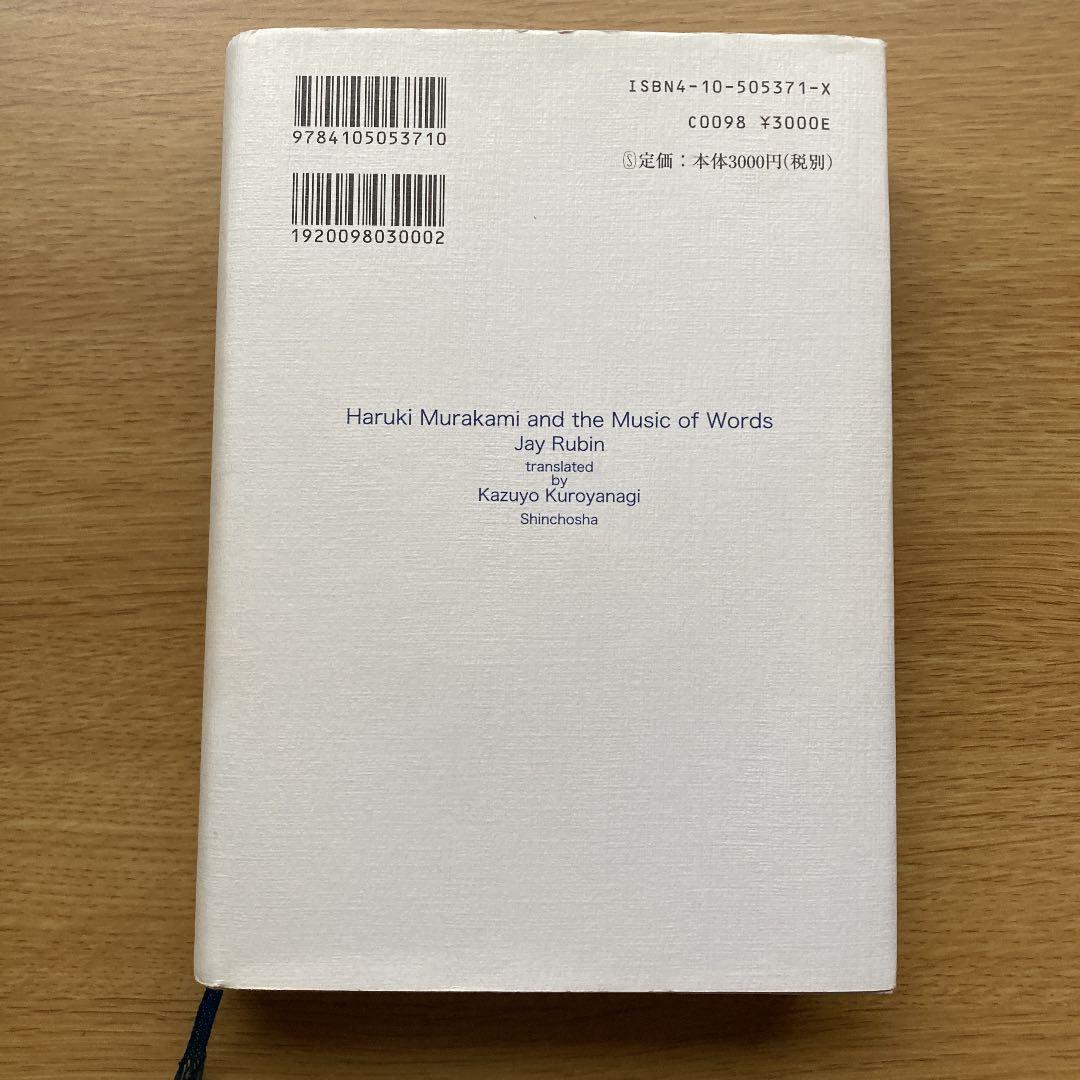 9784105053710
1920098030002
ISBN4-10-505371-X
C0098 ¥3000E
Ⓢ定価：本体3000円(税別)
Haruki Murakami and the Music of Words
Jay Rubin
translated
by
Kazuyo Kuroyanagi
Shinchosha